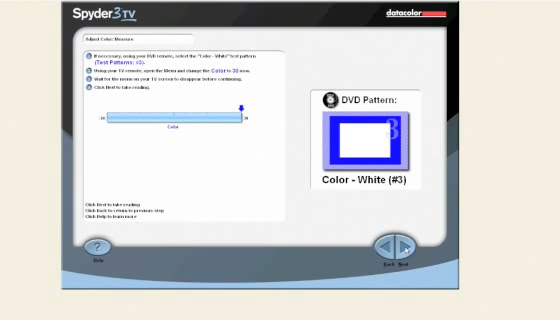 Spyder3TV
datacolor
Adjust Color: Measure
If necessary, using your DVD remote, select the "Color - White" test pattern
(Test Patterns: #3).
Using your TV remote, open the Menu and change the Color to 30 now.
Wait for the menu on your TV screen to disappear before continuing.
Click Next to take reading.
-30
30
Color
DVD Pattern:
3
Color - White (#3)
Click Next to take reading
Click Back to return to previous step
Click Help to learn more
?
Help
Back Next